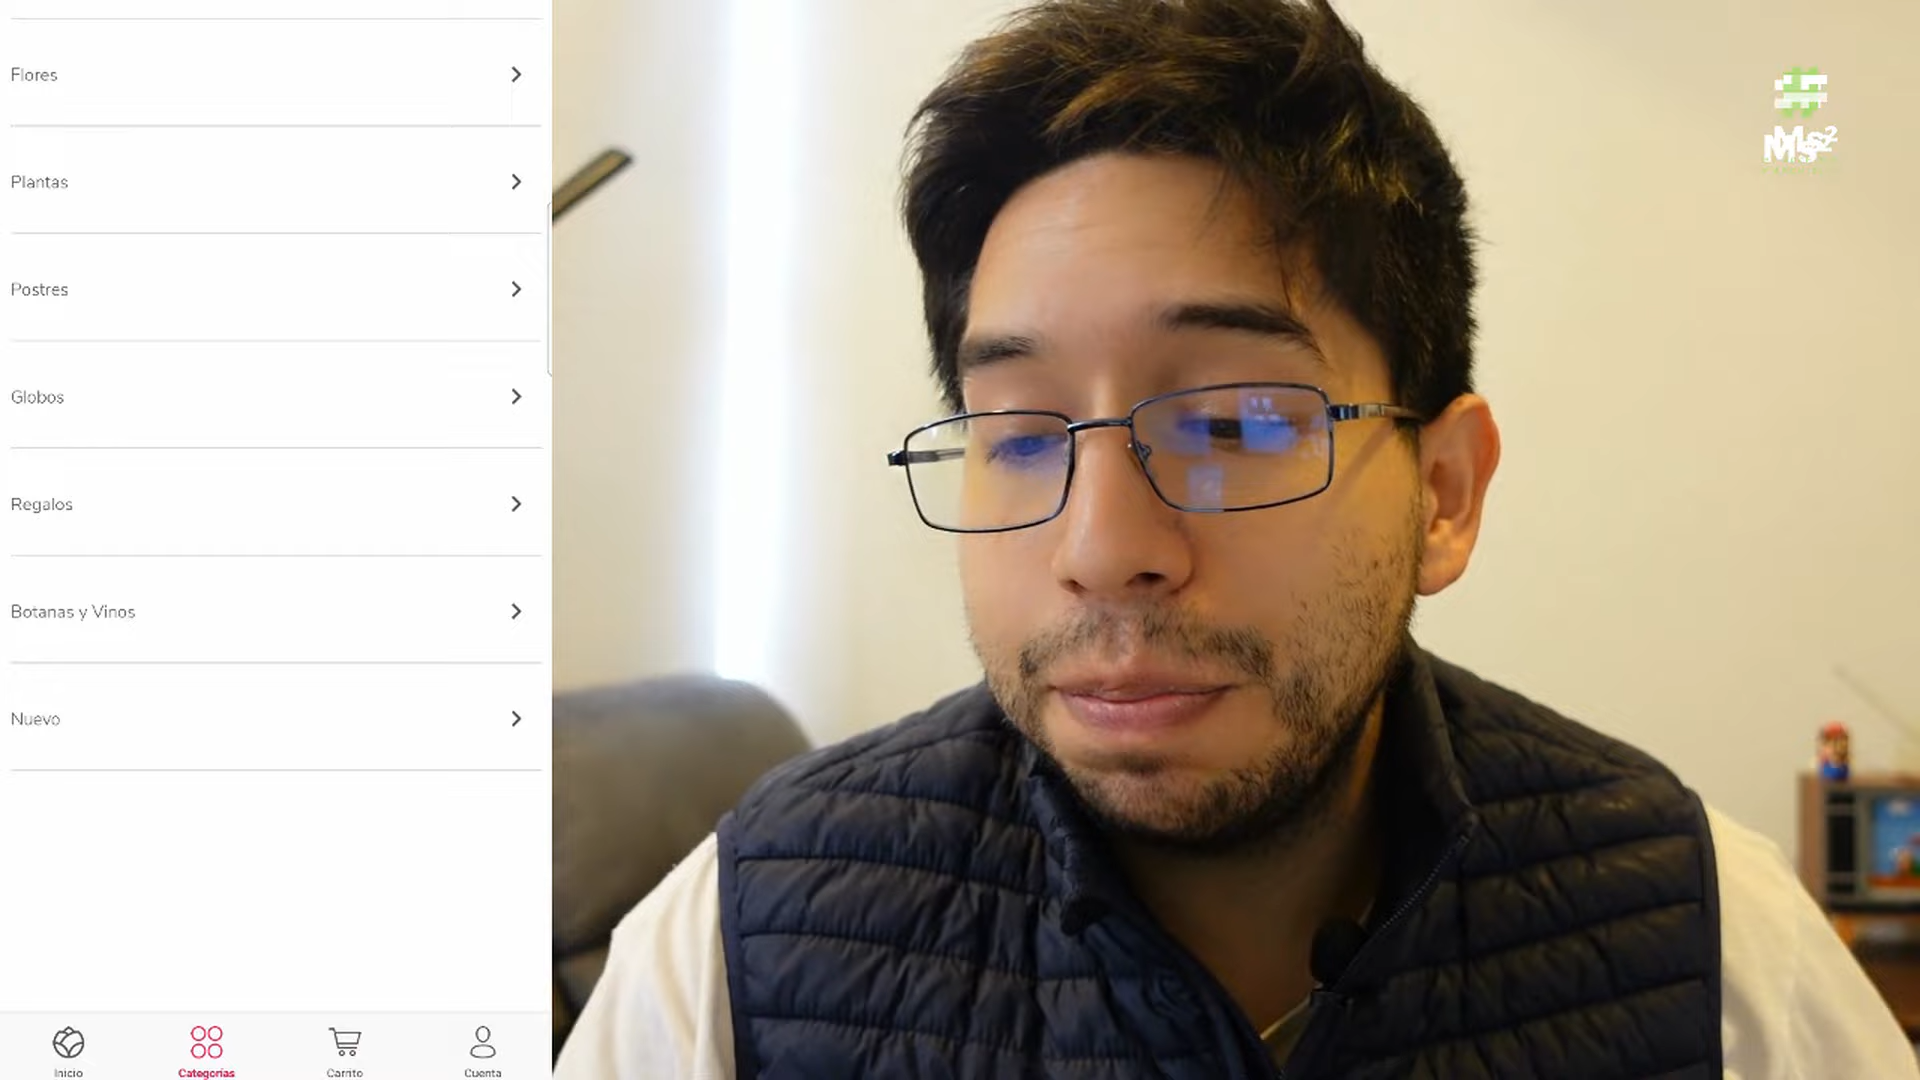 Flores
Plantas
Postres
Globos
Regalos
Botanas y Vinos
Nuevo
Inicio
Categorías
Carrito
Cuenta